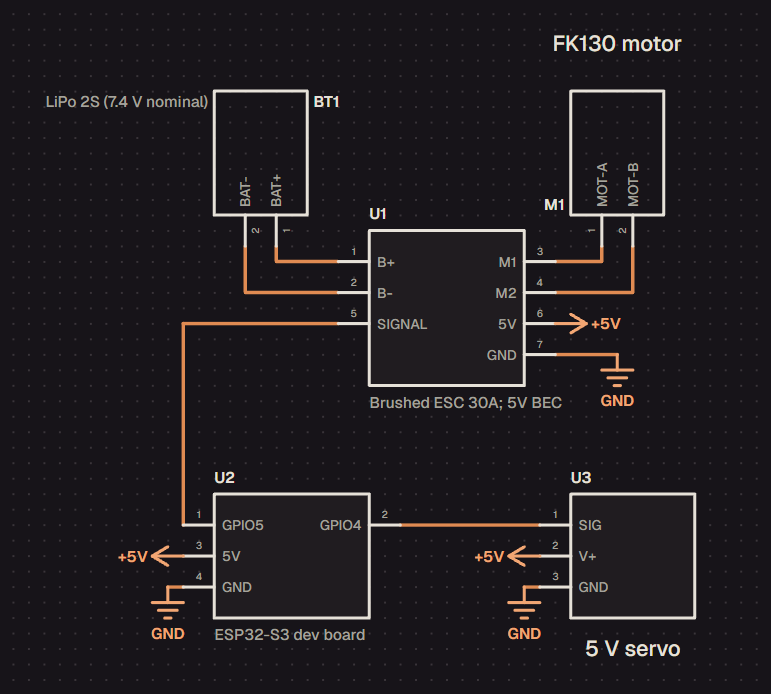 FK130 motor
LiPo 2S (7.4 V nominal)
BT1
BAT-
BAT+
2
1
M1
MOT-A
MOT-B
1
2
U1
1
B+
M1
3
2
B-
M2
4
5
SIGNAL
5V
6
+5V
GND
7
GND
Brushed ESC 30A; 5V BEC
U2
1
GPIO5
GPIO4
2
+5V
3
5V
4
GND
GND
ESP32-S3 dev board
U3
1
SIG
+5V
2
V+
3
GND
GND
5 V servo